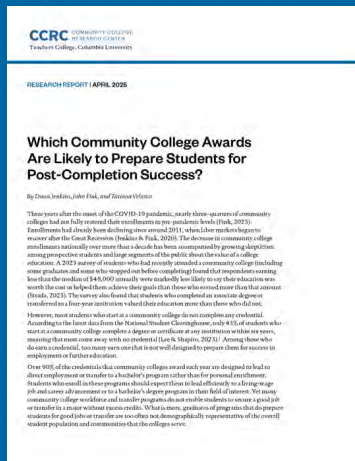 CCRC COMMUNITY COLLEGE
RESEARCH CENTER
Teachers College, Columbia University
RESEARCH REPORT | APRIL 2025
Which Community College Awards
Are Likely to Prepare Students for
Post-Completion Success?
By Davis Jenkins, John Fink, and Tatiana Velasco
Three years after the onset of the COVID-19 pandemic, nearly three-quarters of community
colleges had not fully restored their enrollments to pre-pandemic levels (Fink, 2023).
Enrollments had already been declining since around 2011, when labor markets began to
recover after the Great Recession (Jenkins & Fink, 2020). The decrease in community college
enrollments nationally over more than a decade has been accompanied by growing skepticism
among prospective students and large segments of the public about the value of a college
education. A 2023 survey of students who had recently attended a community college (including
some graduates and some who stopped out before completing) found that respondents earning
less than the median of $48,000 annually were markedly less likely to say their education was
worth the cost or helped them achieve their goals than those who earned more than that amount
(Strada, 2023). The survey also found that students who completed an associate degree or
transferred to a four-year institution valued their education more than those who did not.
However, most students who start at a community college do not complete any credential.
According to the latest data from the National Student Clearinghouse, only 43% of students who
start at a community college complete a degree or certificate at any institution within six years,
meaning that most come away with no credential (Lee & Shapiro, 2023).¹ Among those who
do earn a credential, too many earn one that is not well designed to prepare them for success in
employment or further education.
Over 90% of the credentials that community colleges award each year are designed to lead to
direct employment or transfer to a bachelor's program rather than for personal enrichment.
Students who enroll in these programs should expect them to lead efficiently to a living-wage
job and career advancement or to a bachelor's degree program in their field of interest. Yet many
community college workforce and transfer programs do not enable students to secure a good job
or transfer in a major without excess credits. What is more, graduates of programs that do prepare
students for good jobs or transfer are too often not demographically representative of the overall
student population and communities that the colleges serve.